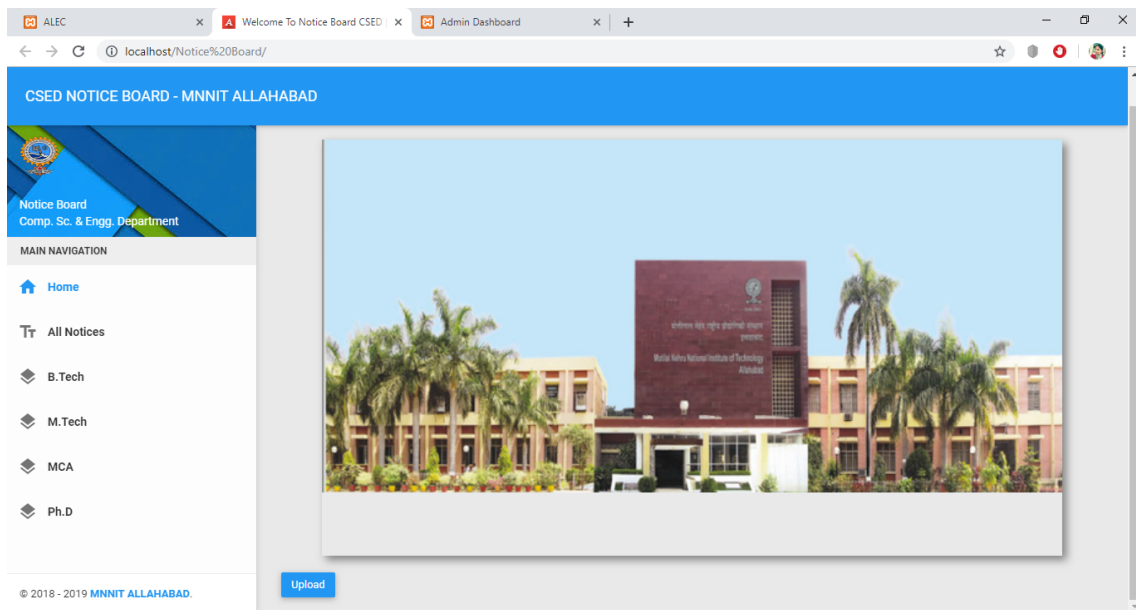 ALEC
Welcome To Notice Board CSED |
Admin Dashboard
localhost/Notice%20Board/
CSED NOTICE BOARD - MNNIT ALLAHABAD
Notice Board
Comp. Sc. & Engg. Department
MAIN NAVIGATION
Home
All Notices
B.Tech
M.Tech
MCA
Ph.D
© 2018 - 2019 MNNIT ALLAHABAD.
मोतीलाल नेहरू राष्ट्रीय प्रौद्योगिकी संस्थान
इलाहाबाद
Motilal Nehru National Institute of Technology
Allahabad
Upload